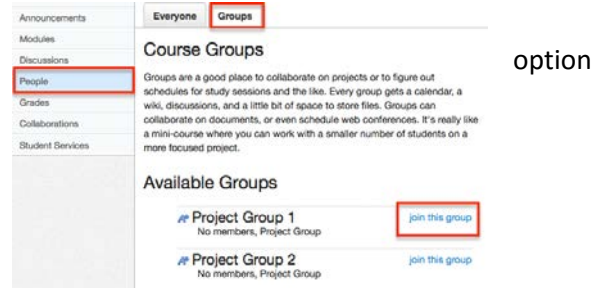 Announcements
Modules
Discussions
People
Grades
Collaborations
Student Services
Everyone
Groups
Course Groups
Groups are a good place to collaborate on projects or to figure out
schedules for study sessions and the like. Every group gets a calendar, a
wiki, discussions, and a little bit of space to store files. Groups can
collaborate on documents, or even schedule web conferences. It's really like
a mini-course where you can work with a smaller number of students on a
more focused project.
Available Groups
Project Group 1 join this group
No members, Project Group
Project Group 2 join this group
No members, Project Group
option